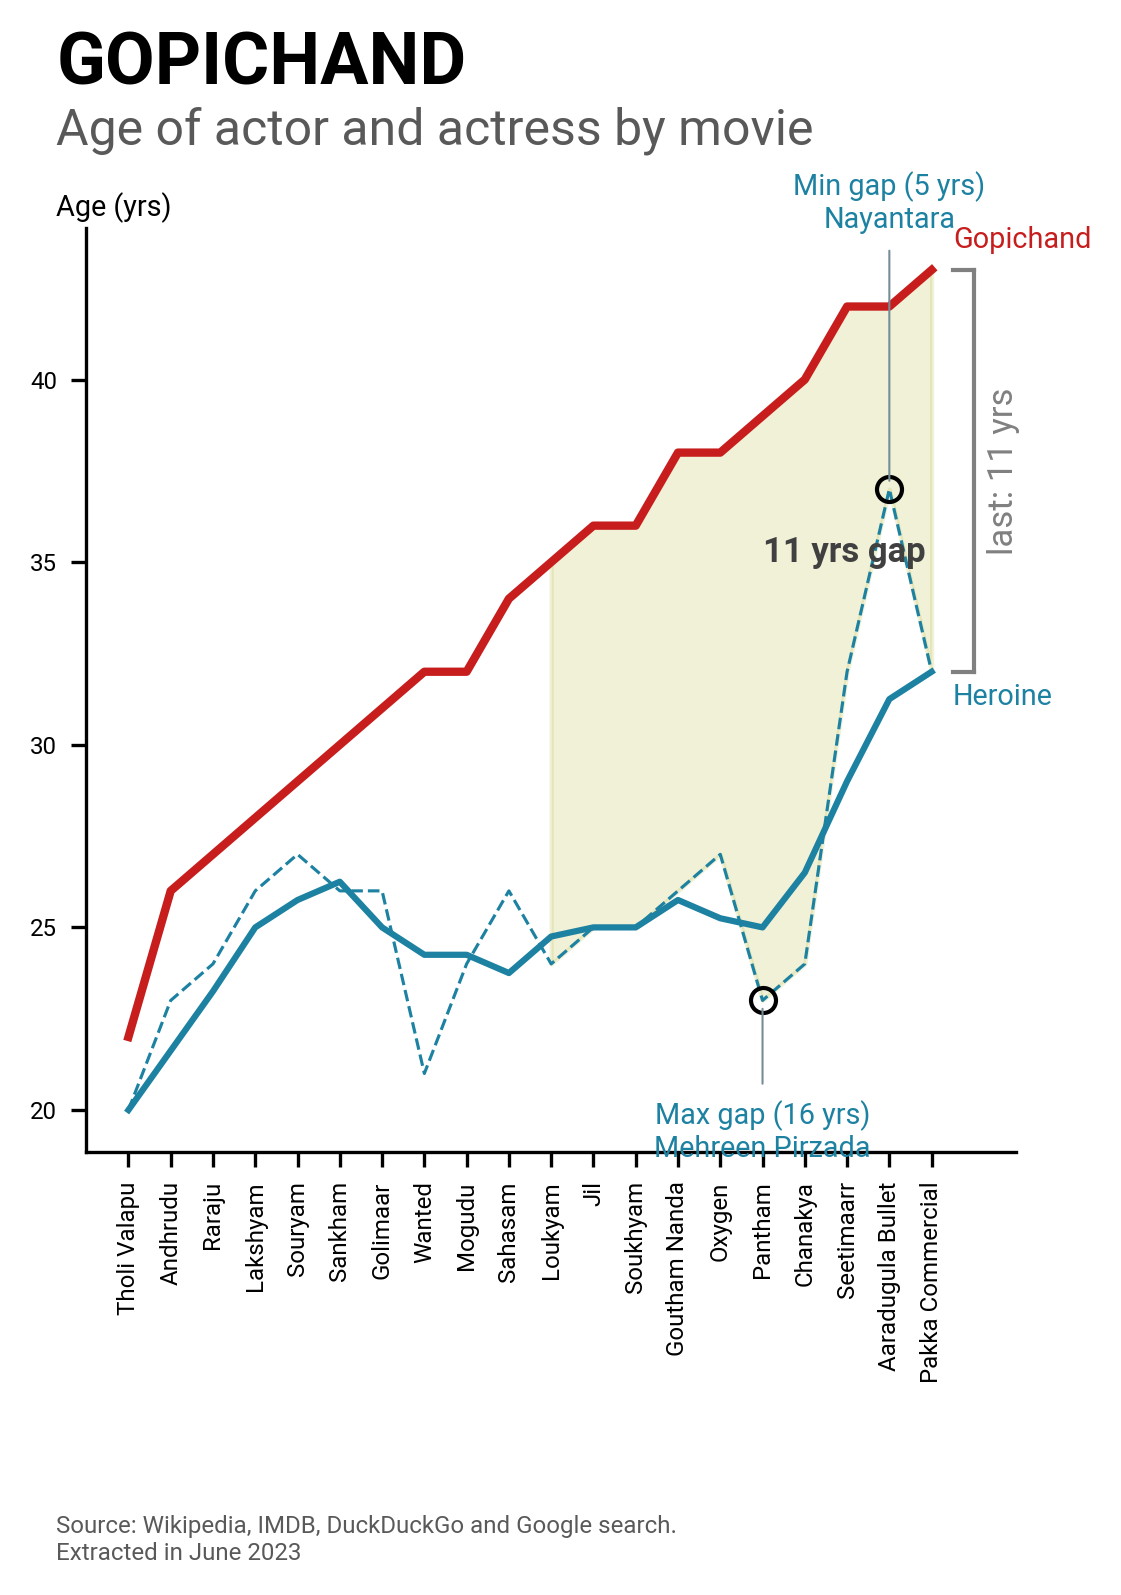 GOPICHAND
Age of actor and actress by movie
Min gap (5 yrs)
Nayantara
Age (yrs)
Gopichand
40
35
30
25
20
11 yrs gap
last: 11 yrs
Heroine
Max gap (16 yrs)
Mehreen Pirzada
Tholi Valapu
Andhrudu
Raraju
Lakshyam
Souryam
Sankham
Golimaar
Wanted
Mogudu
Sahasam
Loukyam
Jil
Soukhyam
Goutham Nanda
Oxygen
Pantham
Chanakya
Seetimaarr
Aaradugula Bullet
Pakka Commercial
Source: Wikipedia, IMDB, DuckDuckGo and Google search.
Extracted in June 2023